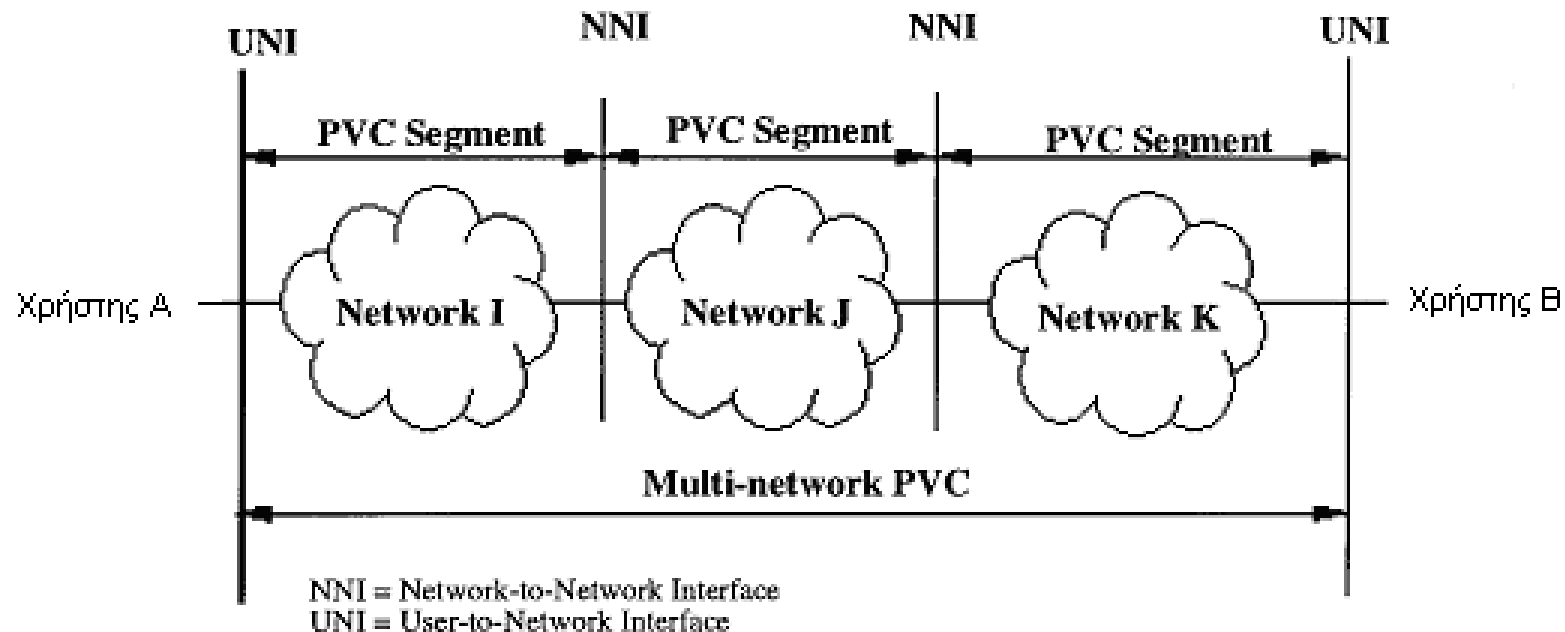 UNI
NNI
NNI
UNI
PVC Segment
PVC Segment
PVC Segment
Χρήστης Α
Network I
Network J
Network K
Χρήστης Β
Multi-network PVC
NNI = Network-to-Network Interface
UNI = User-to-Network Interface